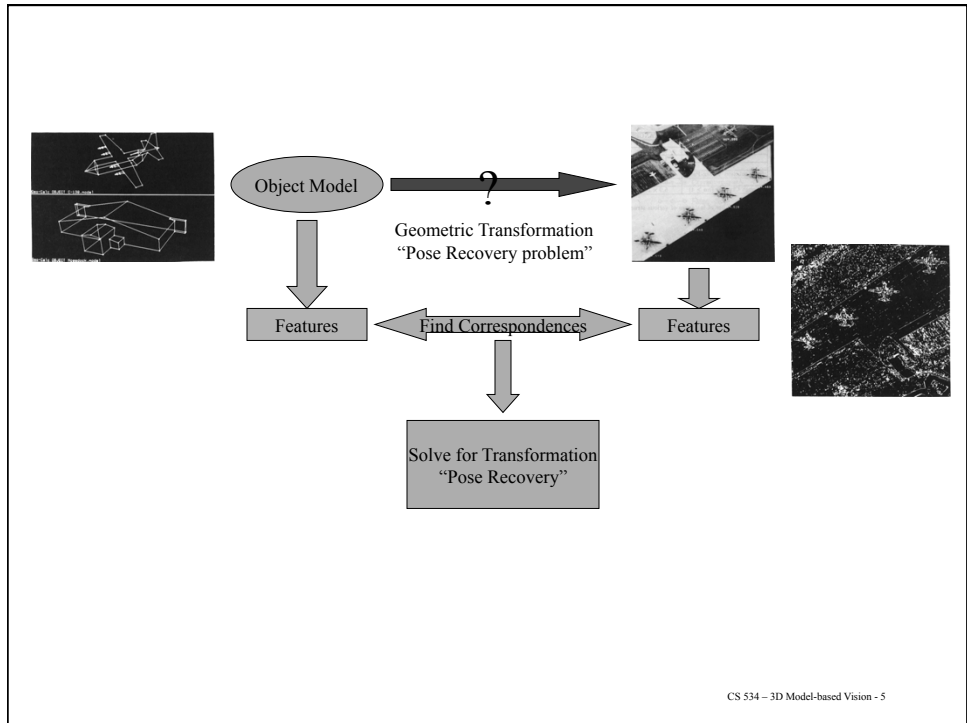 Object Model
?
Geometric Transformation
“Pose Recovery problem”
Features
Find Correspondences
Features
Solve for Transformation
“Pose Recovery”
CS 534 – 3D Model-based Vision - 5